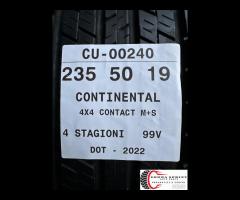 CU-00240
235 50 19
CONTINENTAL
4X4 CONTACT M+S
4 STAGIONI 99V
DOT - 2022